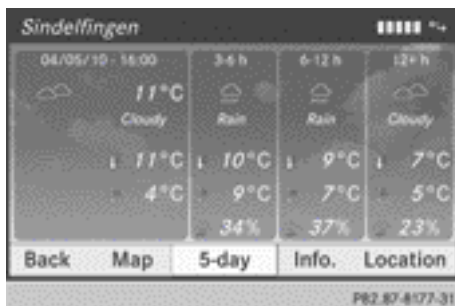 Sindelfingen
04/05/10 - 16:00 3-6 h 6-12 h 12+ h
11°C
Cloudy Rain Rain Cloudy
11°C 10°C 9°C 7°C
4°C 9°C 7°C 5°C
34% 37% 23%
Back Map 5-day Info. Location
P82.87-8177-31